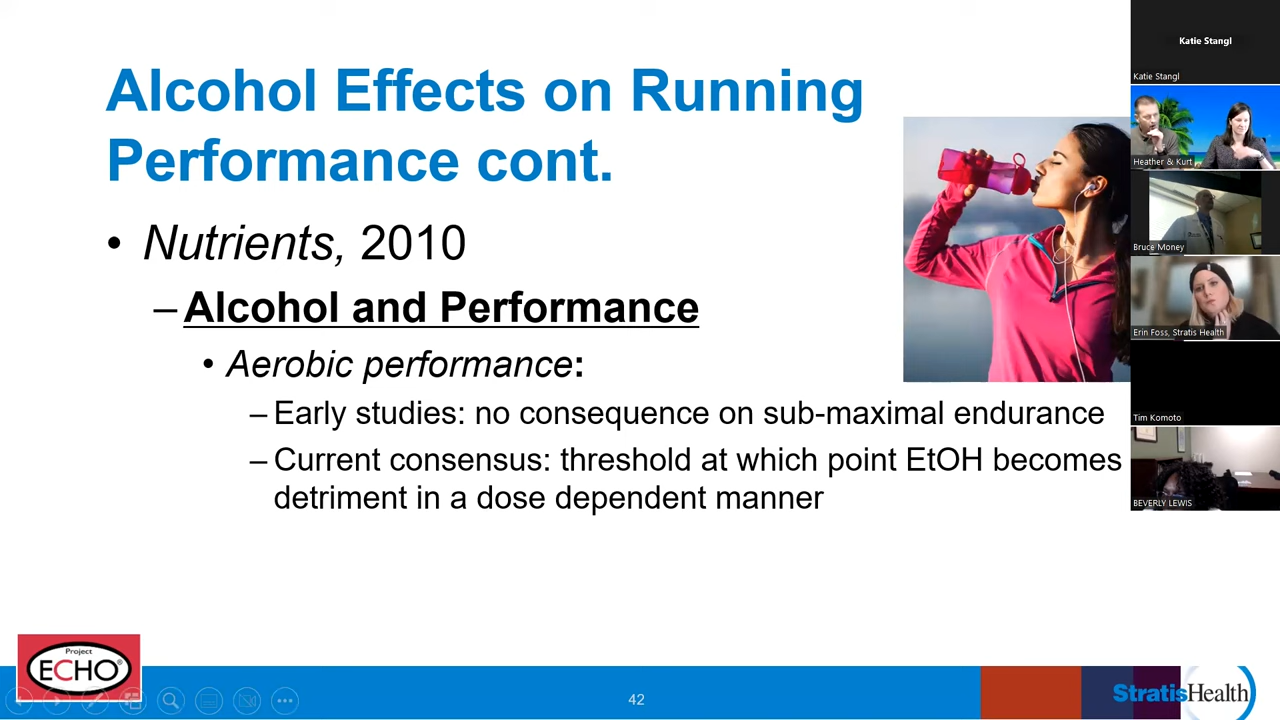 Alcohol Effects on Running
Performance cont.
• Nutrients, 2010
– Alcohol and Performance
• Aerobic performance:
– Early studies: no consequence on sub-maximal endurance
– Current consensus: threshold at which point EtOH becomes
detriment in a dose dependent manner
Project
ECHO®
42
StratisHealth
Katie Stangl
Katie Stangl
Heather & Kurt
Bruce Money
Erin Foss, Stratis Health
Tim Komoto
BEVERLY LEWIS